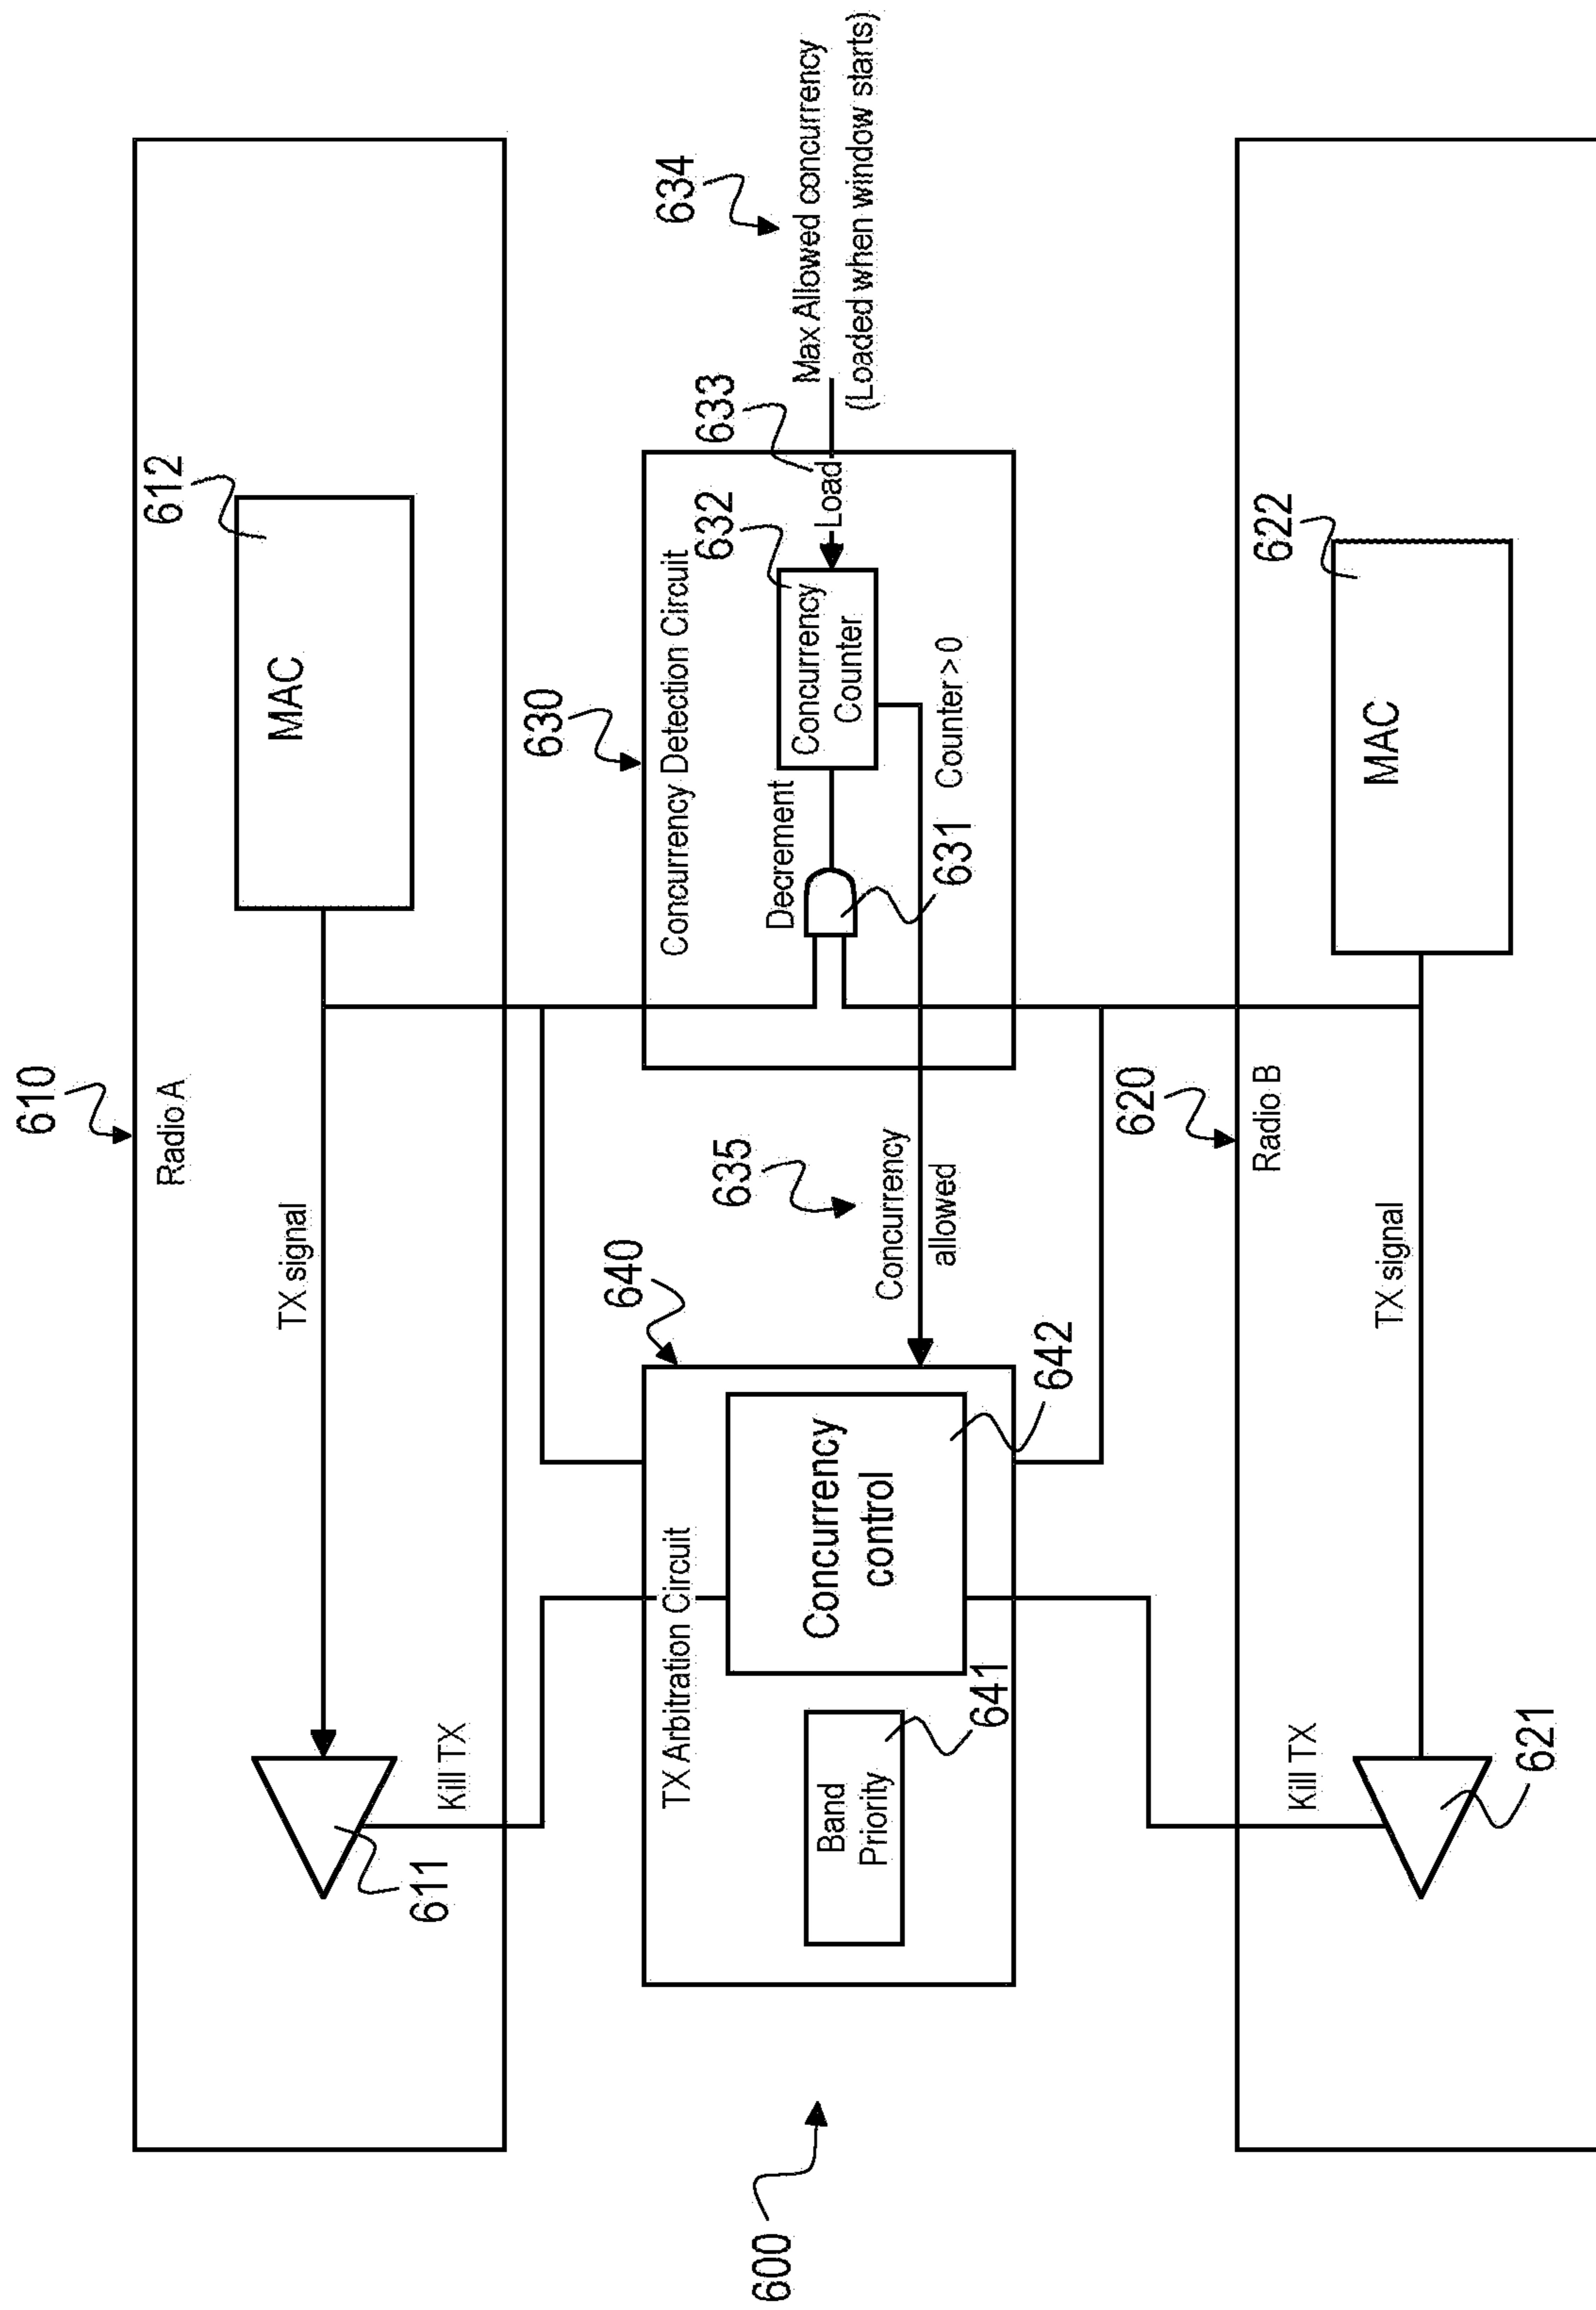 610
Radio A
612
MAC
TX signal
611
Kill TX
630
Concurrency Detection Circuit
Decrement
631
632
Concurrency
Counter
Counter > 0
633
Load
634
Max Allowed concurrency
(Loaded when window starts)
635
Concurrency
allowed
640
TX Arbitration Circuit
Concurrency
control
642
Band
Priority
641
600
620
Radio B
622
MAC
TX signal
Kill TX
621